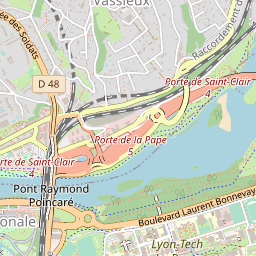 Vassieux
ée des Soldats
Raccordement d
D 48
Porte de Saint-Clair
4
Porte de la Pape
5
orte de Saint-Clair
4
Pont Raymond
Poincaré
onale
Boulevard Laurent Bonnevay
Lyon-Tech